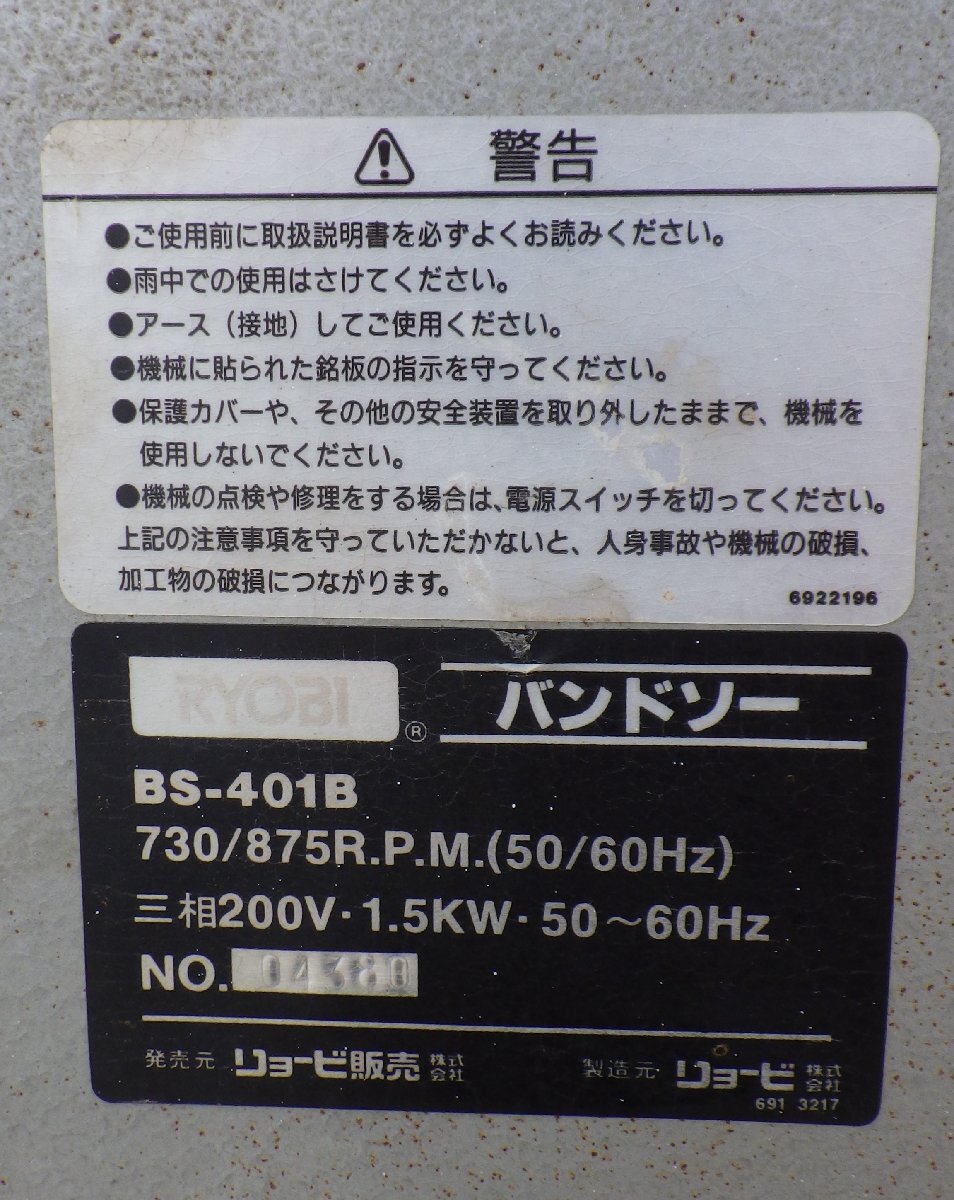 警告
●ご使用前に取扱説明書を必ずよくお読みください。
●雨中での使用はさけてください。
●アース（接地）してご使用ください。
●機械に貼られた銘板の指示を守ってください。
●保護カバーや、その他の安全装置を取り外したままで、機械を
使用しないでください。
●機械の点検や修理をする場合は、電源スイッチを切ってください。
上記の注意事項を守っていただかないと、人身事故や機械の破損、
加工物の破損につながります。
6922196
RYOBI® バンドソー
BS-401B
730/875R.P.M.(50/60Hz)
三相200V・1.5KW・50～60Hz
NO. 04380
発売元 リョービ販売株式会社 製造元 リョービ株式会社
691 3217